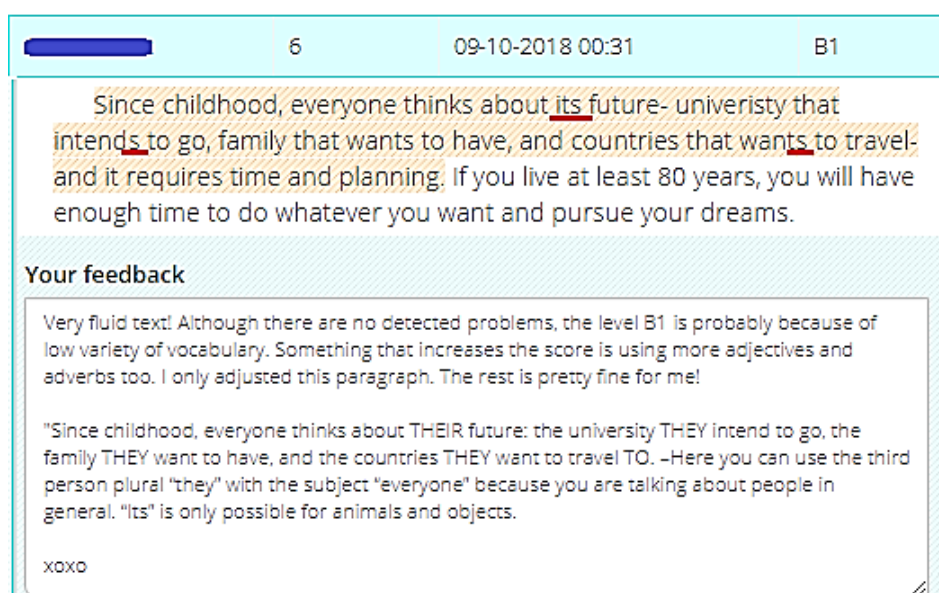 6 09-10-2018 00:31 B1
Since childhood, everyone thinks about its future- univeristy that
intends to go, family that wants to have, and countries that wants to travel-
and it requires time and planning. If you live at least 80 years, you will have
enough time to do whatever you want and pursue your dreams.
Your feedback
Very fluid text! Although there are no detected problems, the level B1 is probably because of
low variety of vocabulary. Something that increases the score is using more adjectives and
adverbs too. I only adjusted this paragraph. The rest is pretty fine for me!
"Since childhood, everyone thinks about THEIR future: the university THEY intend to go, the
family THEY want to have, and the countries THEY want to travel TO. –Here you can use the third
person plural “they” with the subject “everyone” because you are talking about people in
general. “Its” is only possible for animals and objects.
xoxo